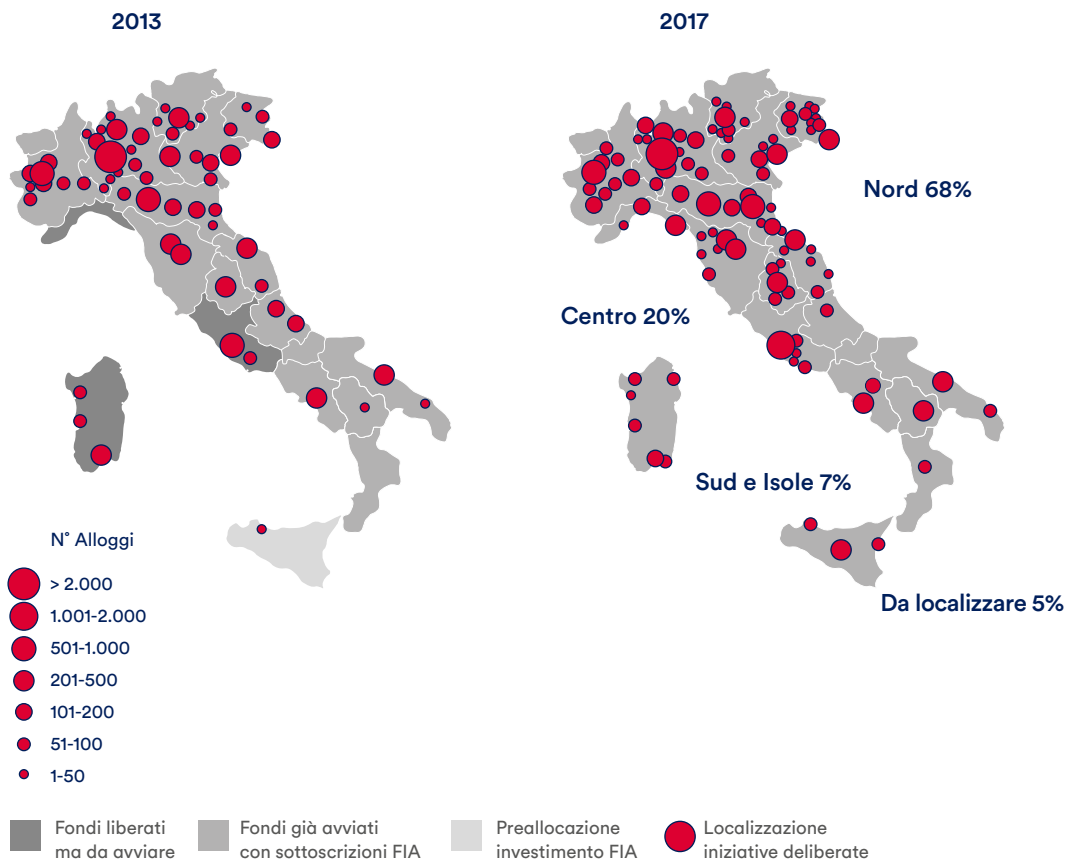 2013
2017
Nord 68%
Centro 20%
Sud e Isole 7%
Da localizzare 5%
N° Alloggi
> 2.000
1.001-2.000
501-1.000
201-500
101-200
51-100
1-50
Fondi liberati
ma da avviare
Fondi già avviati
con sottoscrizioni FIA
Preallocazione
investimento FIA
Localizzazione
iniziative deliberate